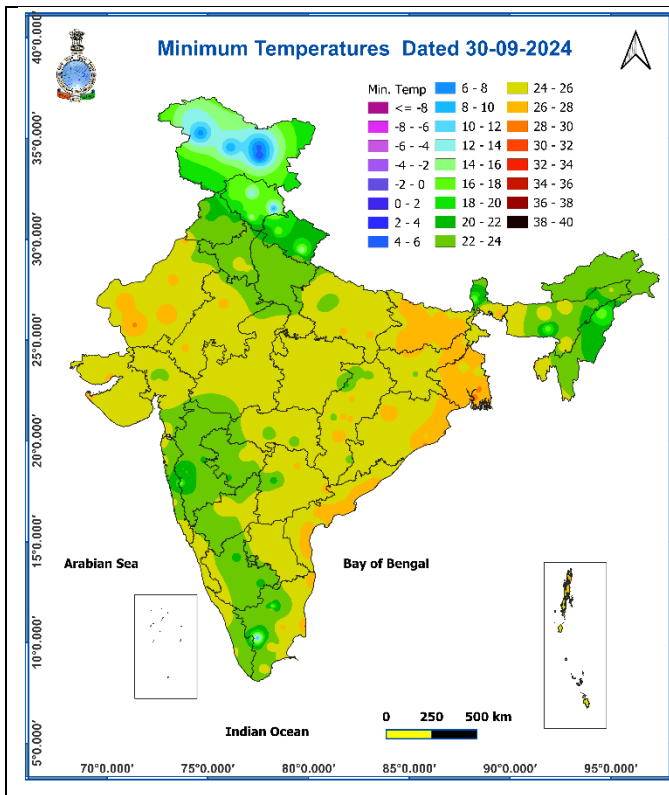 Minimum Temperatures Dated 30-09-2024
Min. Temp
<= -8
-8 - -6
-6 - -4
-4 - -2
-2 - 0
0 - 2
2 - 4
4 - 6
6 - 8
8 - 10
10 - 12
12 - 14
14 - 16
16 - 18
18 - 20
20 - 22
22 - 24
24 - 26
26 - 28
28 - 30
30 - 32
32 - 34
34 - 36
36 - 38
38 - 40
40°0.000'
35°0.000'
30°0.000'
25°0.000'
20°0.000'
15°0.000'
10°0.000'
5°0.000'
Arabian Sea
Bay of Bengal
Indian Ocean
0 250 500 km
70°0.000' 75°0.000' 80°0.000' 85°0.000' 90°0.000' 95°0.000'